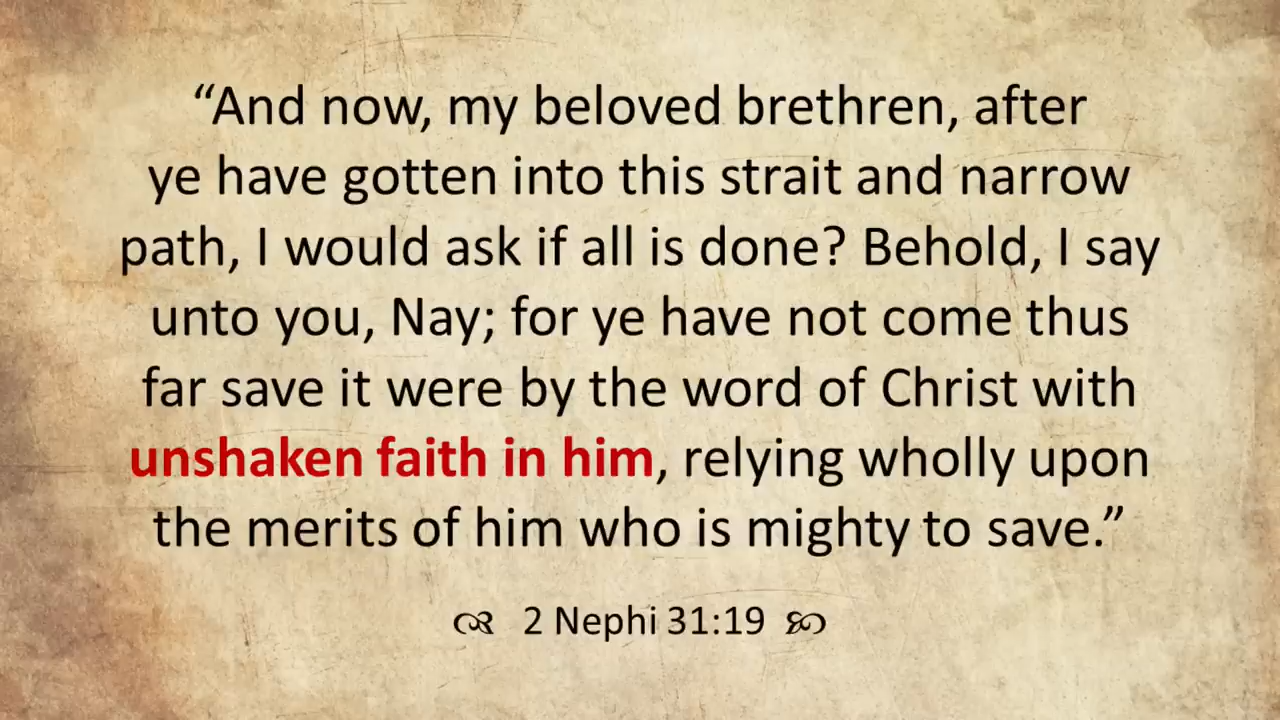 “And now, my beloved brethren, after
ye have gotten into this strait and narrow
path, I would ask if all is done? Behold, I say
unto you, Nay; for ye have not come thus
far save it were by the word of Christ with
unshaken faith in him, relying wholly upon
the merits of him who is mighty to save.”
2 Nephi 31:19